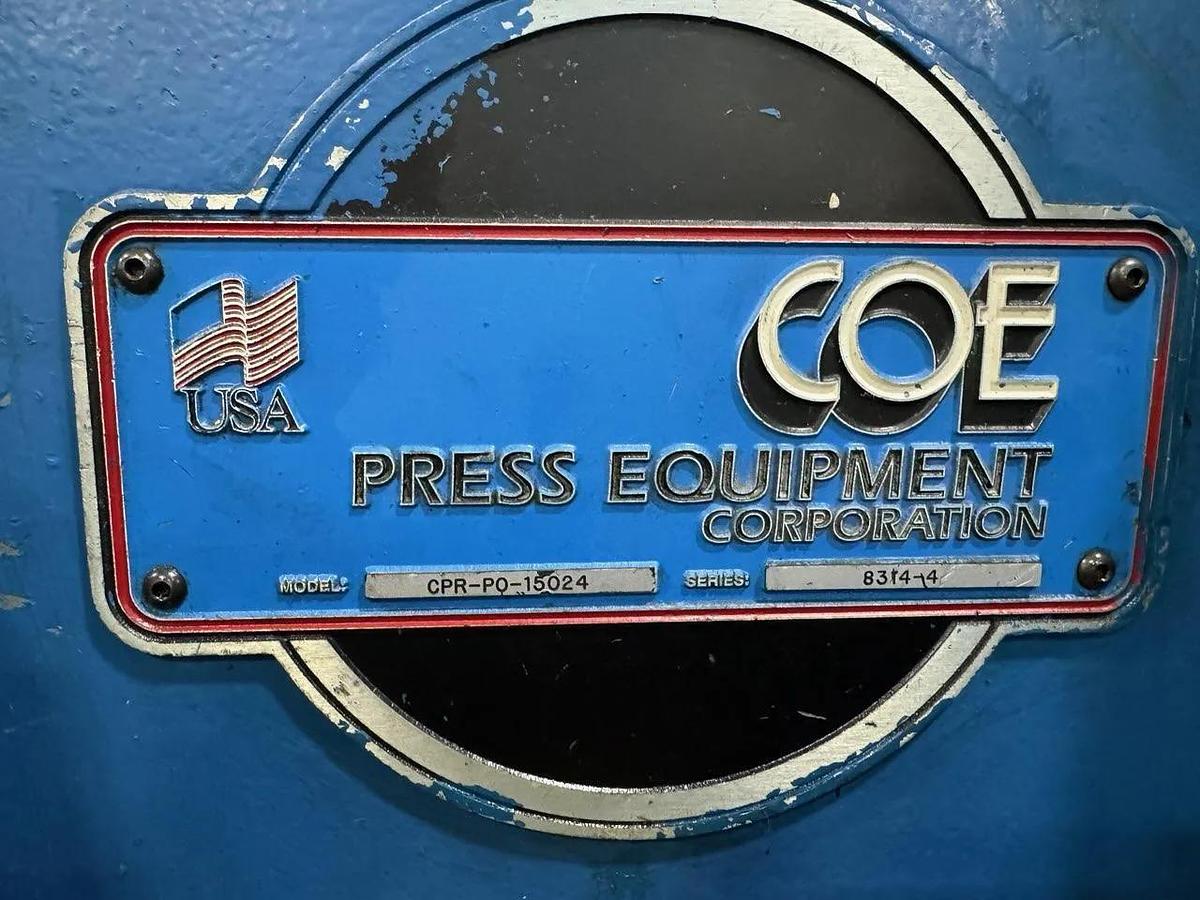 USA
COE
PRESS EQUIPMENT
CORPORATION
MODEL: CPR-PO-15024 SERIES: 8314-4